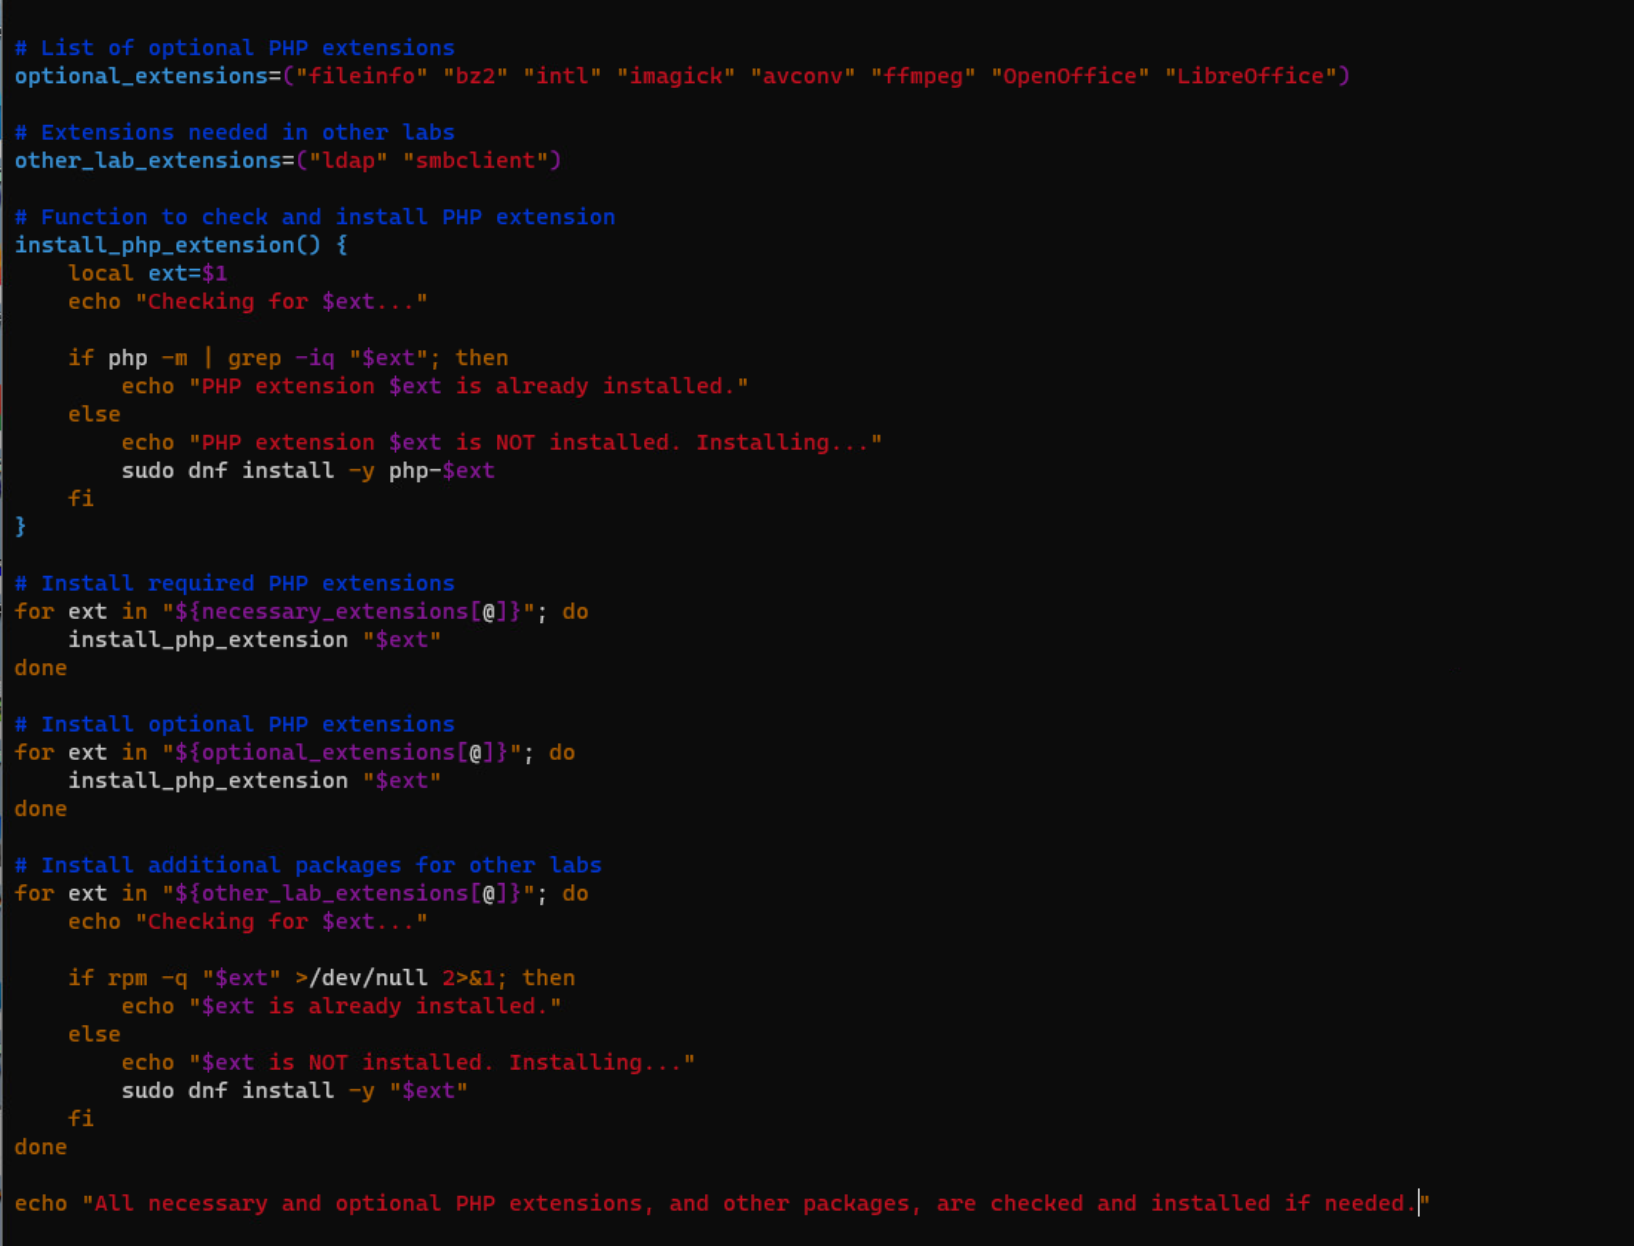 # List of optional PHP extensions
optional_extensions=("fileinfo" "bz2" "intl" "imagick" "avconv" "ffmpeg" "OpenOffice" "LibreOffice")
# Extensions needed in other labs
other_lab_extensions=("ldap" "smbclient")
# Function to check and install PHP extension
install_php_extension() {
    local ext=$1
    echo "Checking for $ext..."
    if php -m | grep -iq "$ext"; then
        echo "PHP extension $ext is already installed."
    else
        echo "PHP extension $ext is NOT installed. Installing..."
        sudo dnf install -y php-$ext
    fi
}
# Install required PHP extensions
for ext in "${necessary_extensions[@]}"; do
    install_php_extension "$ext"
done
# Install optional PHP extensions
for ext in "${optional_extensions[@]}"; do
    install_php_extension "$ext"
done
# Install additional packages for other labs
for ext in "${other_lab_extensions[@]}"; do
    echo "Checking for $ext..."
    if rpm -q "$ext" >/dev/null 2>&1; then
        echo "$ext is already installed."
    else
        echo "$ext is NOT installed. Installing..."
        sudo dnf install -y "$ext"
    fi
done
echo "All necessary and optional PHP extensions, and other packages, are checked and installed if needed."